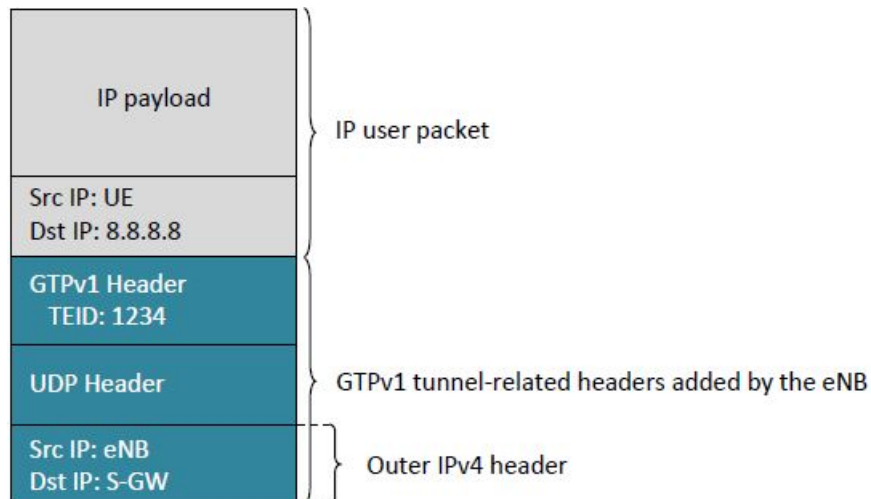 IP payload
IP user packet
Src IP: UE
Dst IP: 8.8.8.8
GTPv1 Header
TEID: 1234
UDP Header
GTPv1 tunnel-related headers added by the eNB
Src IP: eNB
Dst IP: S-GW
Outer IPv4 header